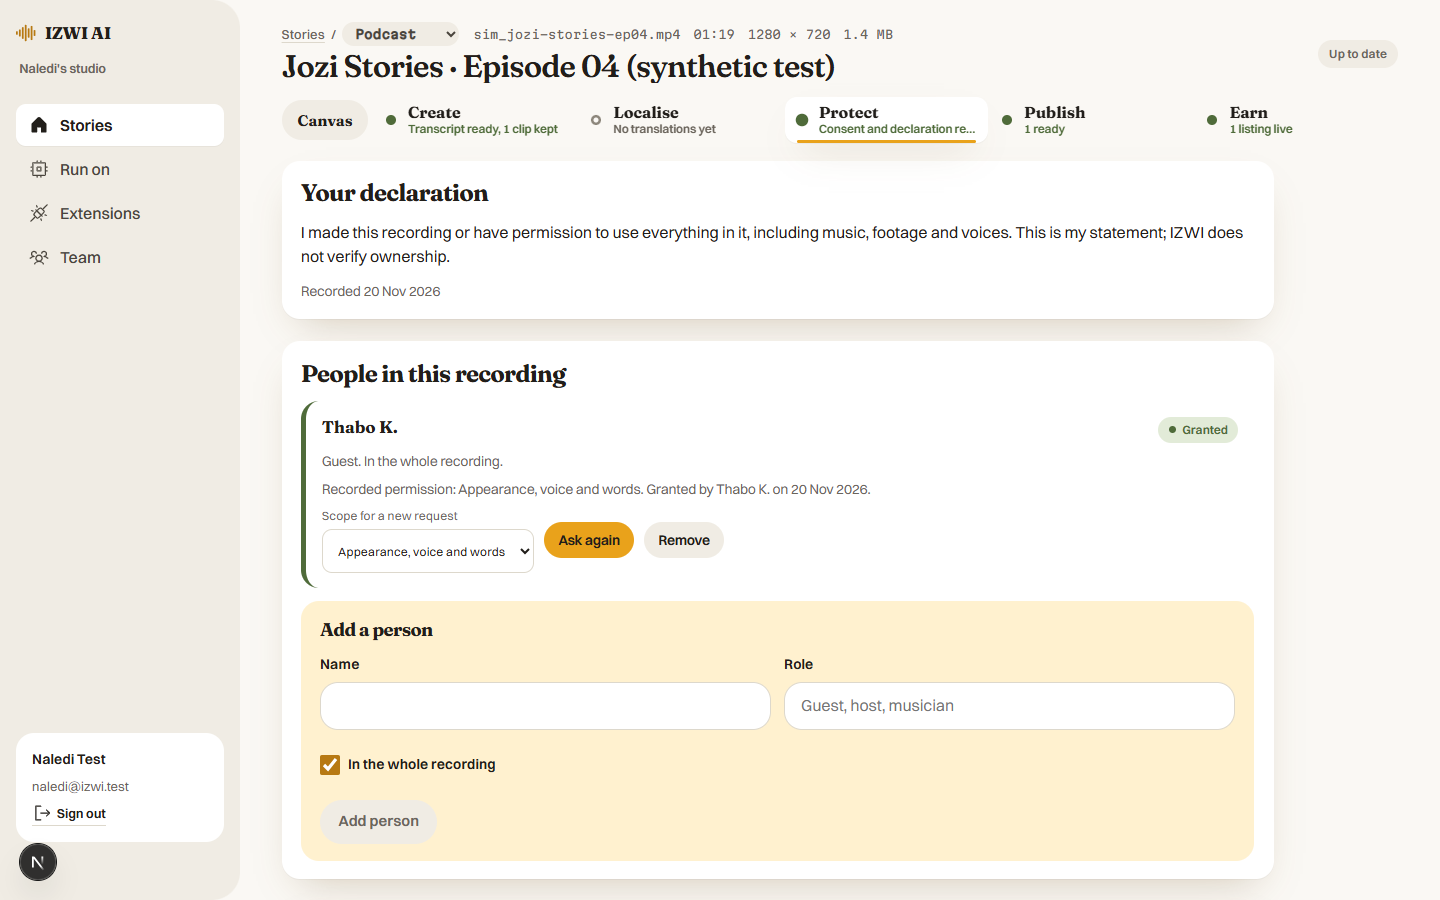 IZWI AI
Naledi's studio
Stories
Run on
Extensions
Team
Naledi Test
naledi@izwi.test
Sign out
N
Stories / Podcast sim_jozi-stories-ep04.mp4 01:19 1280 × 720 1.4 MB
Jozi Stories · Episode 04 (synthetic test)
Up to date
Canvas
Create
Transcript ready, 1 clip kept
Localise
No translations yet
Protect
Consent and declaration re...
Publish
1 ready
Earn
1 listing live
Your declaration
I made this recording or have permission to use everything in it, including music, footage and voices. This is my statement; IZWI does
not verify ownership.
Recorded 20 Nov 2026
People in this recording
Thabo K.
Granted
Guest. In the whole recording.
Recorded permission: Appearance, voice and words. Granted by Thabo K. on 20 Nov 2026.
Scope for a new request
Appearance, voice and words
Ask again
Remove
Add a person
Name
Role
Guest, host, musician
In the whole recording
Add person